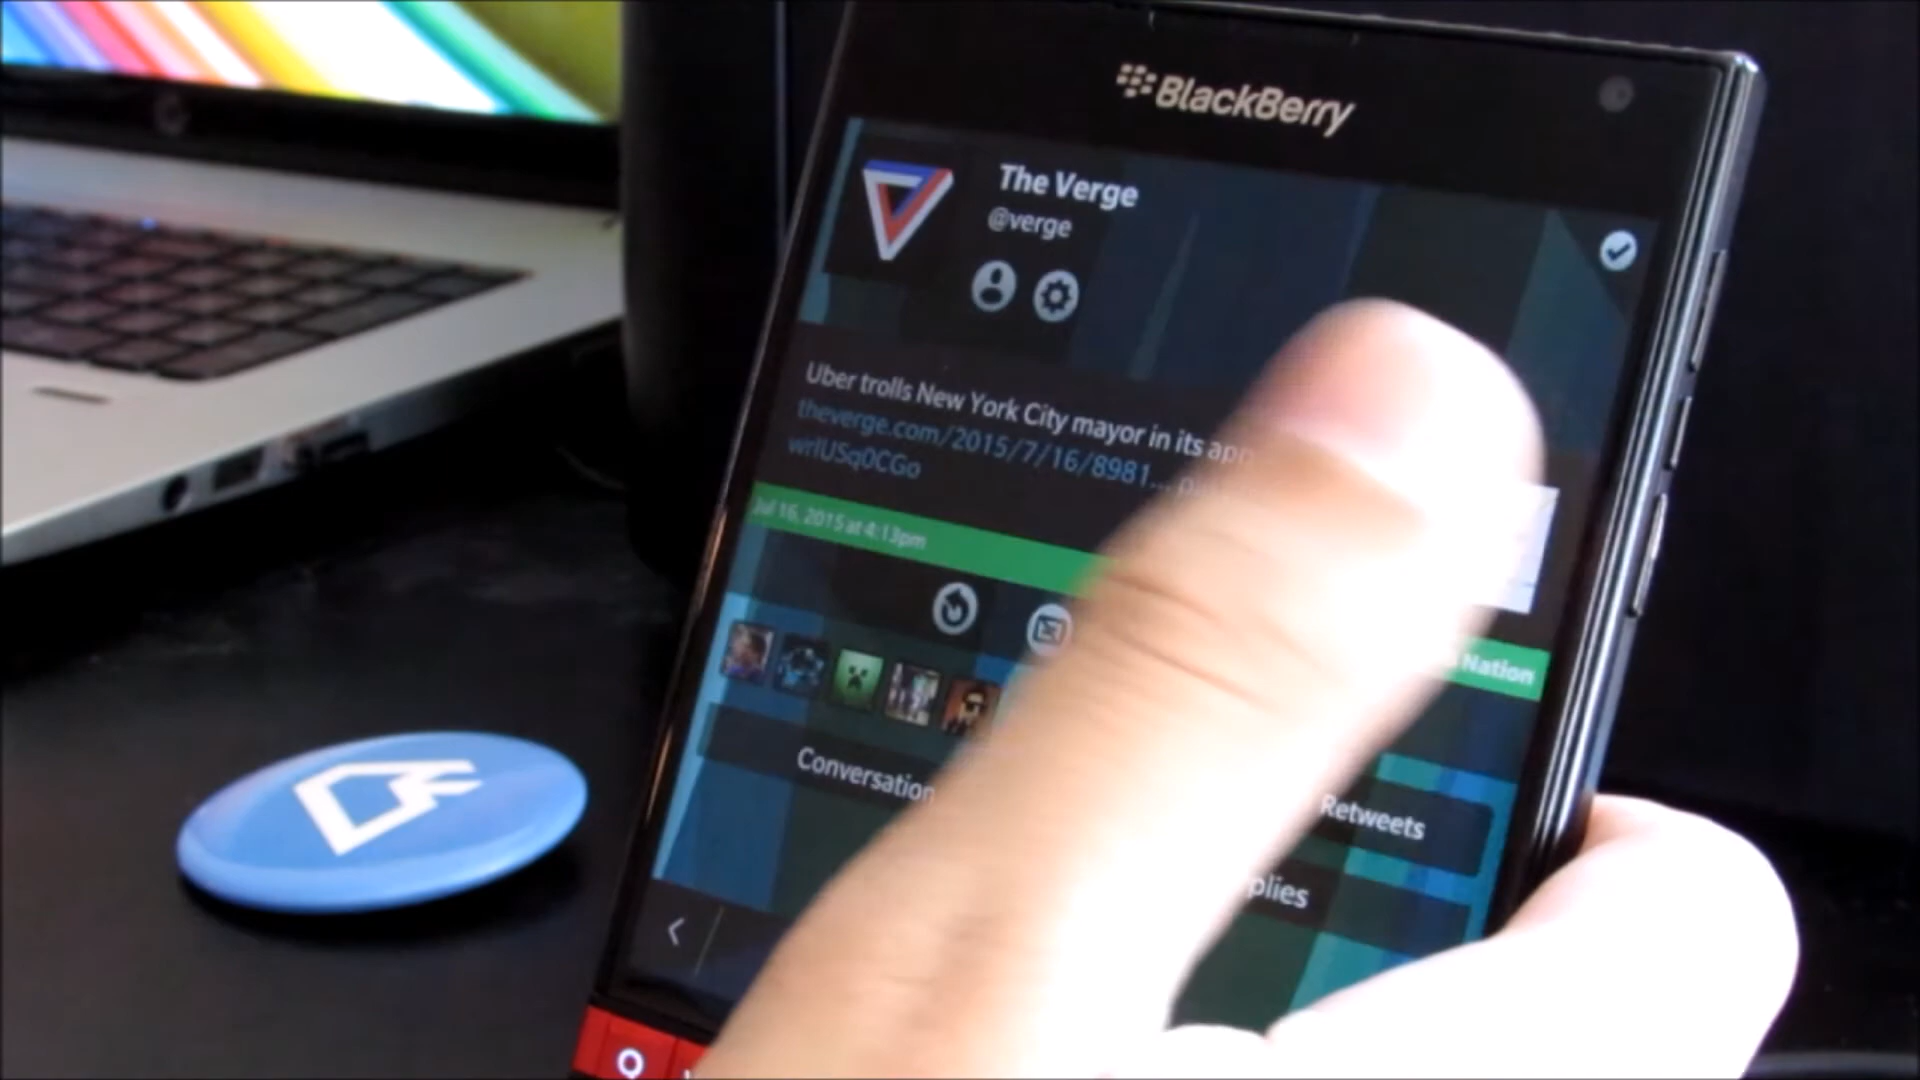 BlackBerry
The Verge
@verge
Uber trolls New York City mayor in its app
theverge.com/2015/7/16/8981...
wrlUSq0CGo
Jul 16, 2015 at 4:13pm
Nation
Conversation
Retweets
plies
Q